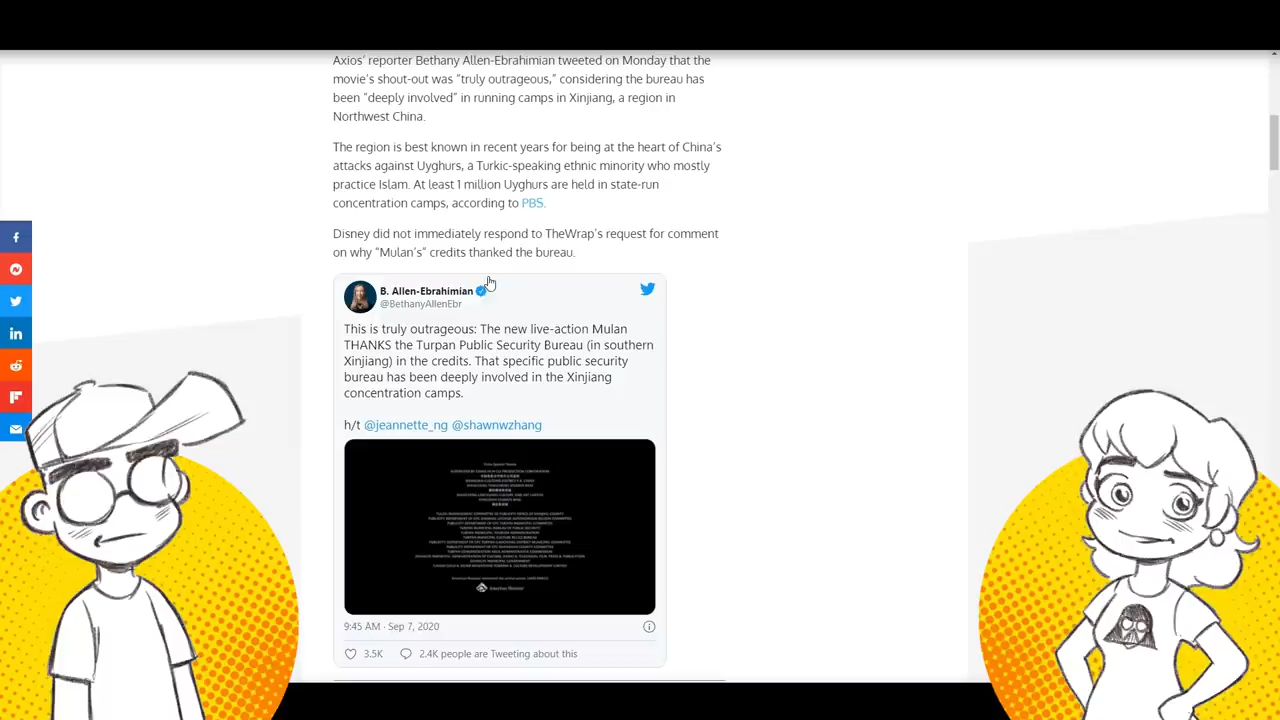 Axios' reporter Bethany Allen-Ebrahimian tweeted on Monday that the
movie's shout-out was "truly outrageous," considering the bureau has
been "deeply involved" in running camps in Xinjiang, a region in
Northwest China.
The region is best known in recent years for being at the heart of China's
attacks against Uyghurs, a Turkic-speaking ethnic minority who mostly
practice Islam. At least 1 million Uyghurs are held in state-run
concentration camps, according to PBS.
Disney did not immediately respond to TheWrap's request for comment
on why "Mulan's" credits thanked the bureau.
B. Allen-Ebrahimian
@BethanyAllenEbr
This is truly outrageous: The new live-action Mulan
THANKS the Turpan Public Security Bureau (in southern
Xinjiang) in the credits. That specific public security
bureau has been deeply involved in the Xinjiang
concentration camps.
h/t @jeannette_ng @shawnwzhang
9:45 AM · Sep 7, 2020
3.5K 2.4K people are Tweeting about this